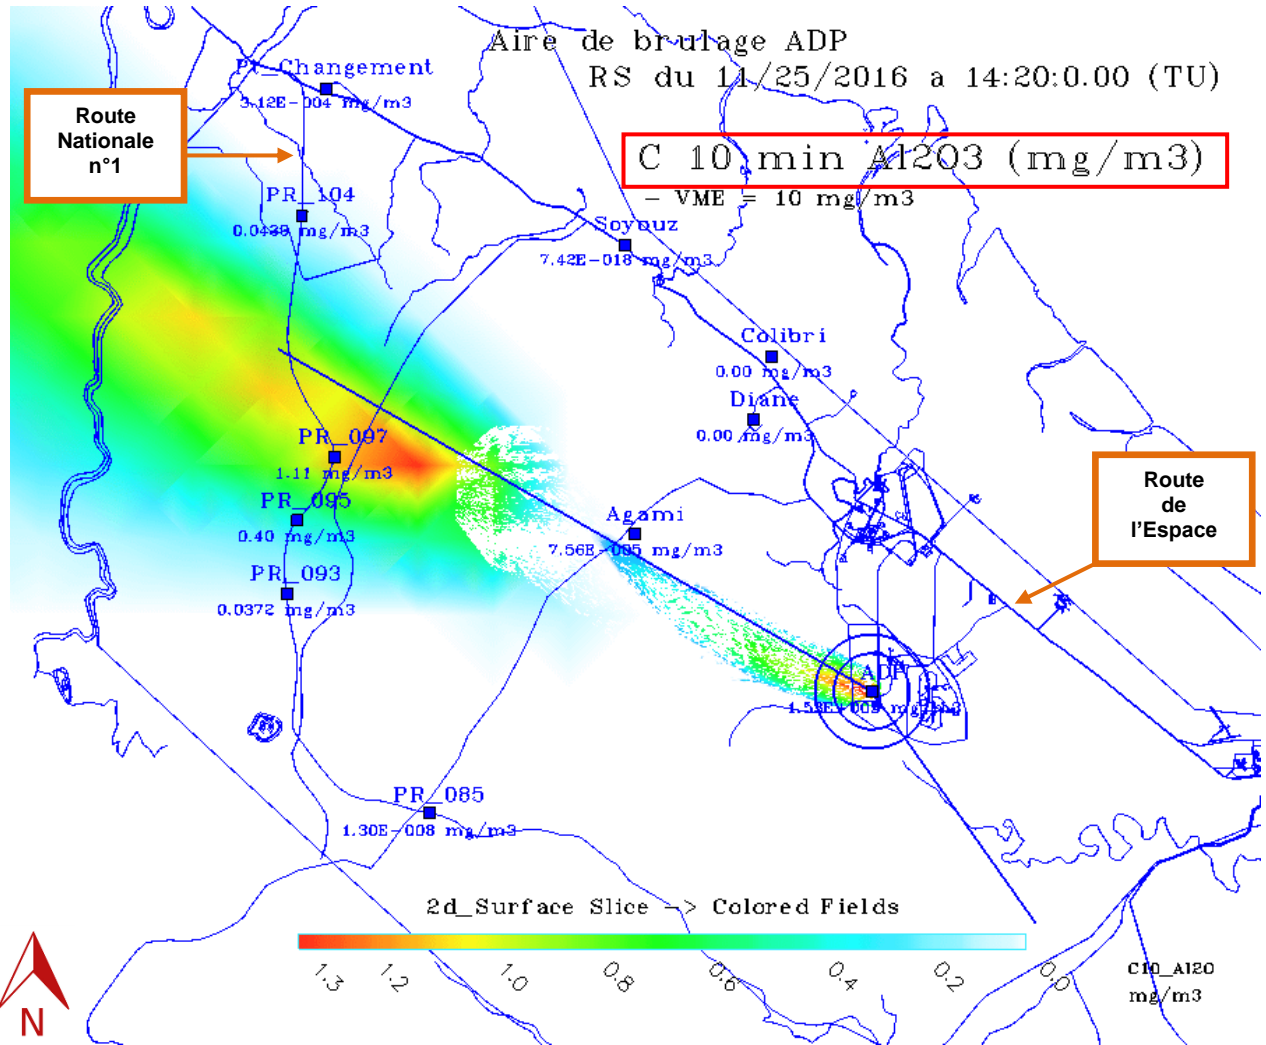 Aire de brulage ADP
RS du 11/25/2016 a 14:20:0.00 (TU)
C 10 min Al2O3 (mg/m3)
- VME = 10 mg/m3
Pt_Changement
3.12E-004 mg/m3
Route
Nationale
n°1
PR_104
0.0439 mg/m3
Soyouz
7.42E-018 mg/m3
Colibri
0.00 mg/m3
Diane
0.00 mg/m3
PR_097
1.11 mg/m3
PR_095
0.40 mg/m3
Agami
7.56E-005 mg/m3
Route
de
l'Espace
PR_093
0.0372 mg/m3
ADP
PR_085
1.30E-008 mg/m3
2d_Surface Slice -> Colored Fields
1.3 1.2 1.0 0.8 0.6 0.4 0.2 0.0
C10_Al2O
mg/m3
N